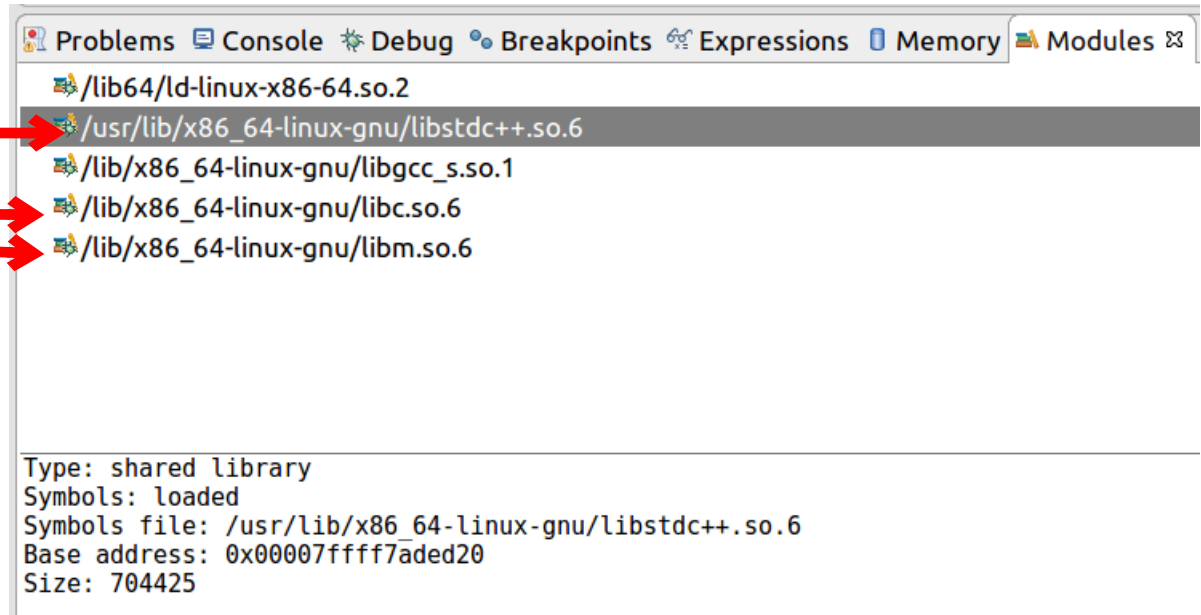 Problems Console Debug Breakpoints Expressions Memory Modules
/lib64/ld-linux-x86-64.so.2
/usr/lib/x86_64-linux-gnu/libstdc++.so.6
/lib/x86_64-linux-gnu/libgcc_s.so.1
/lib/x86_64-linux-gnu/libc.so.6
/lib/x86_64-linux-gnu/libm.so.6
Type: shared library
Symbols: loaded
Symbols file: /usr/lib/x86_64-linux-gnu/libstdc++.so.6
Base address: 0x00007ffff7aded20
Size: 704425